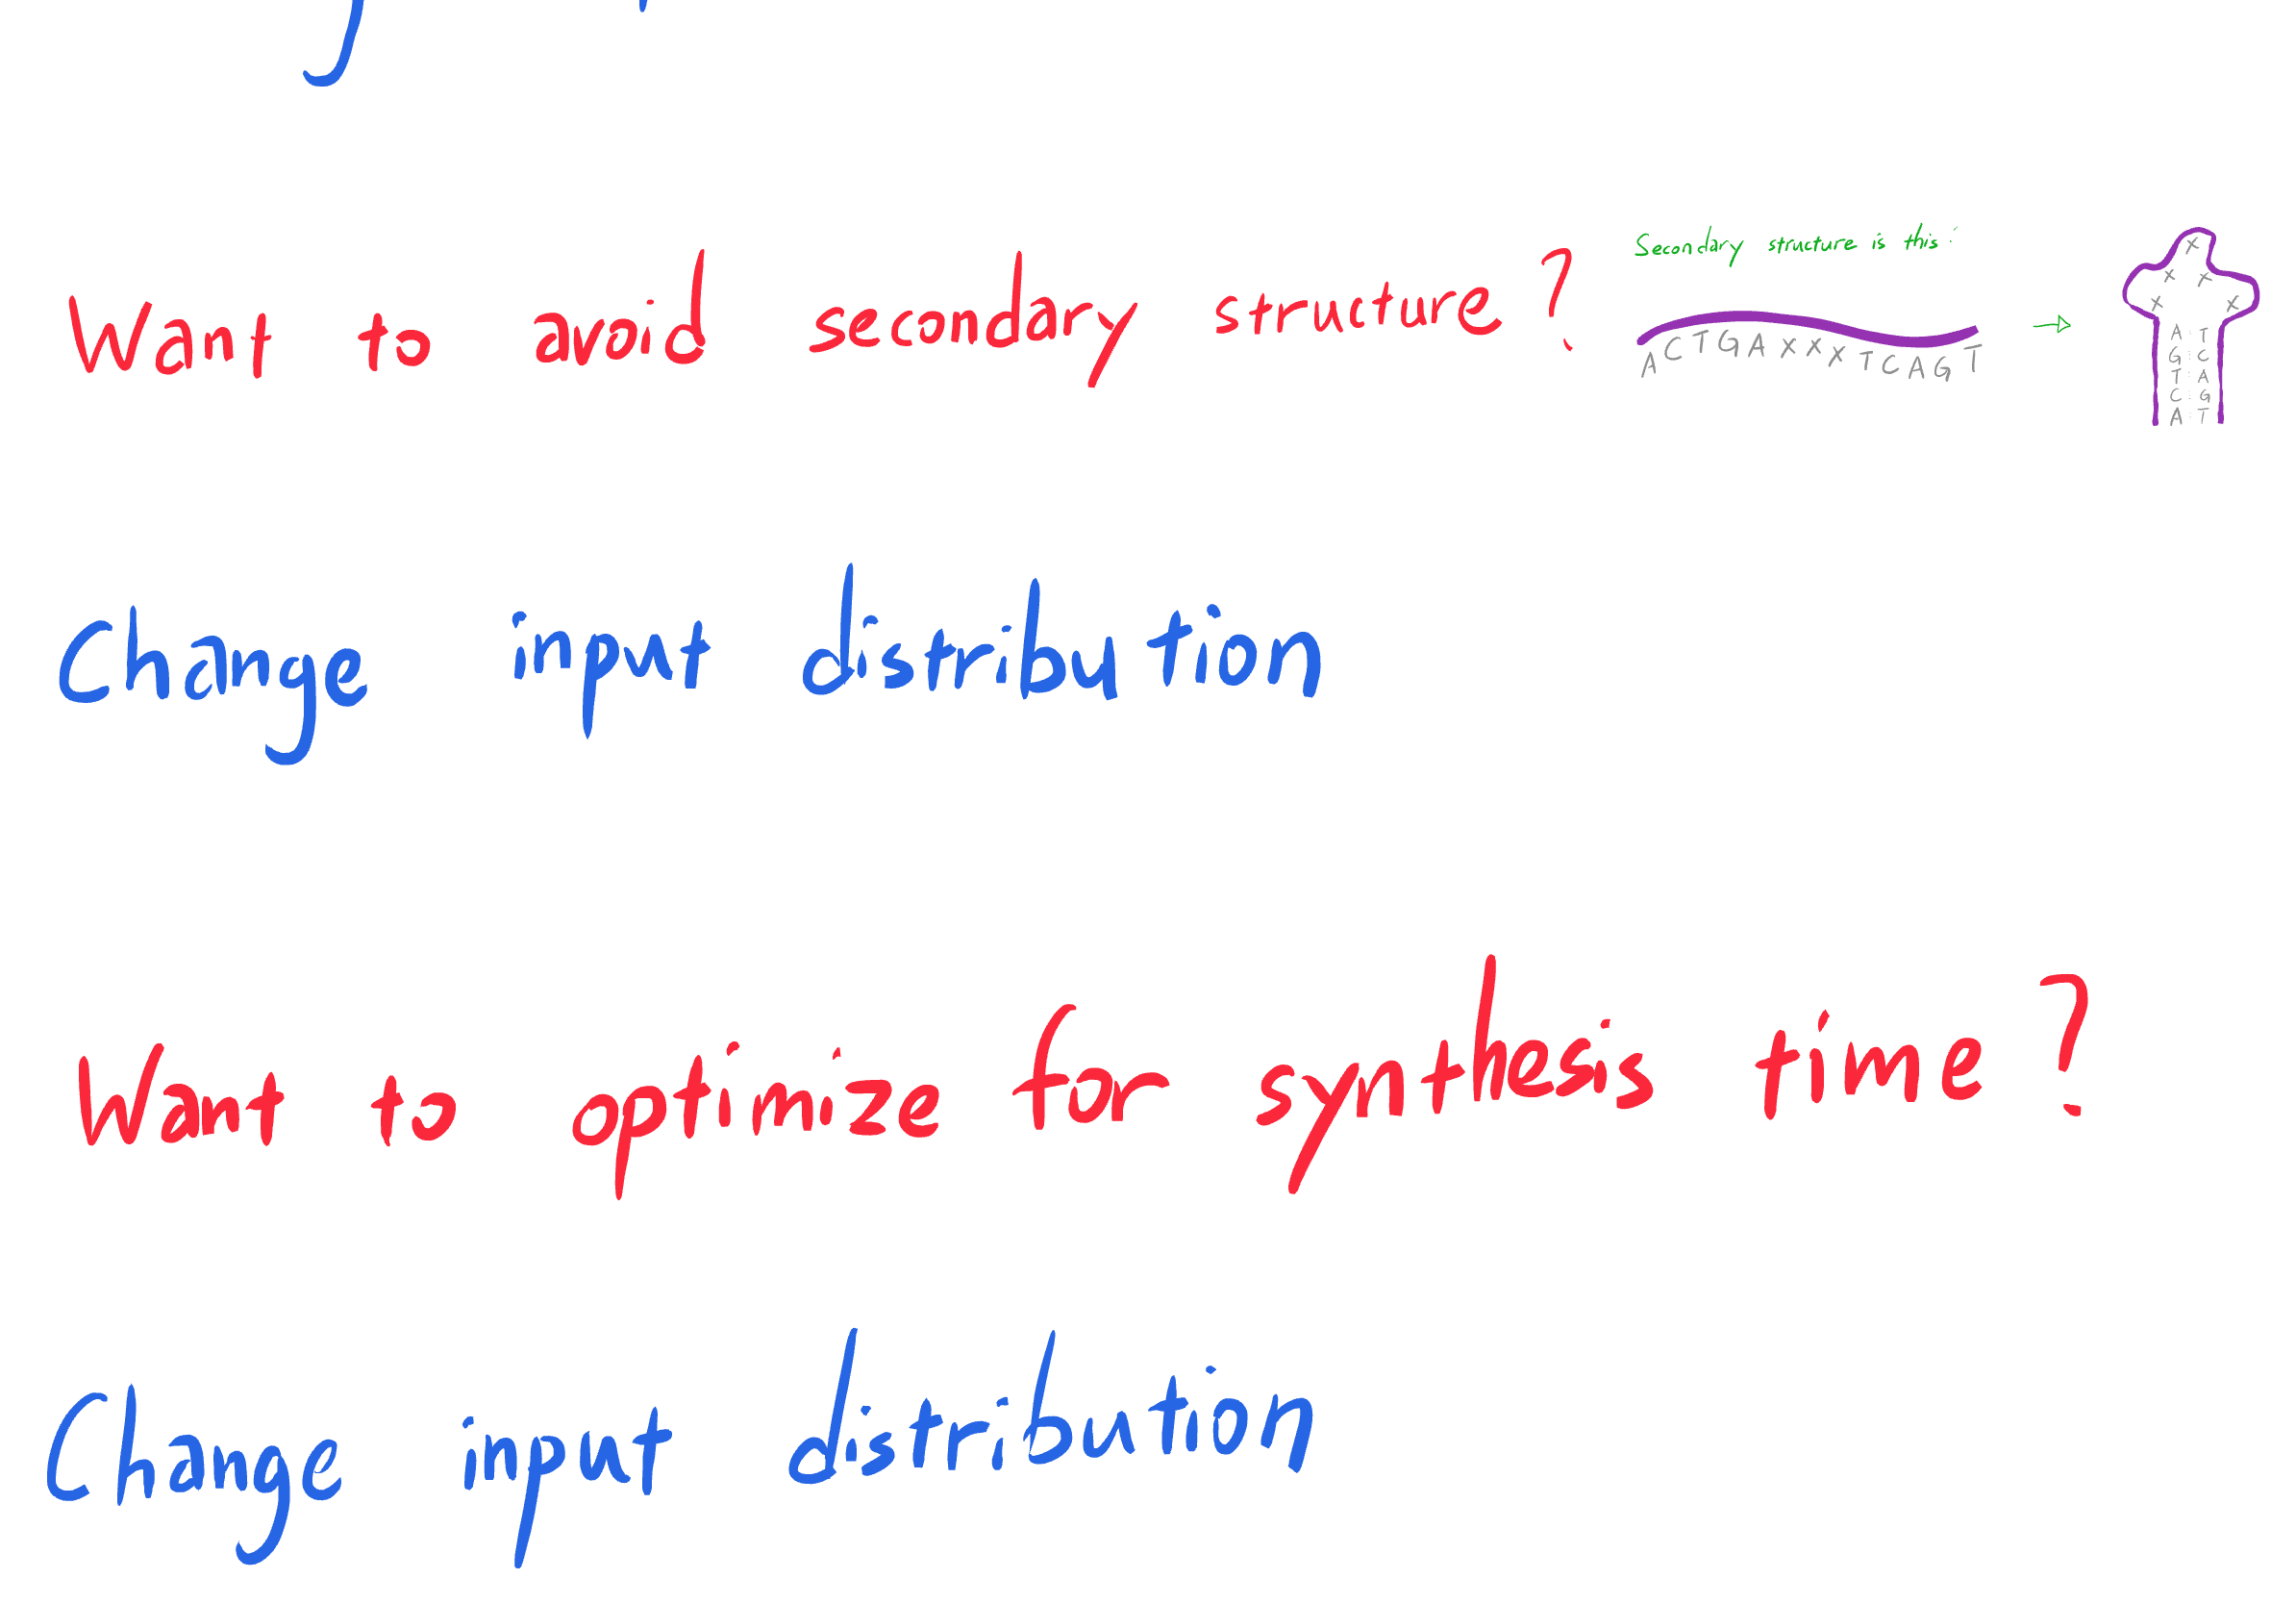 Want to avoid secondary structure?
Secondary structure is this:
ACTGAXXXTCAGT
X
X X
X X
A T
G C
T A
C G
A T
Change input distribution
Want to optimize for synthesis time?
Change input distribution